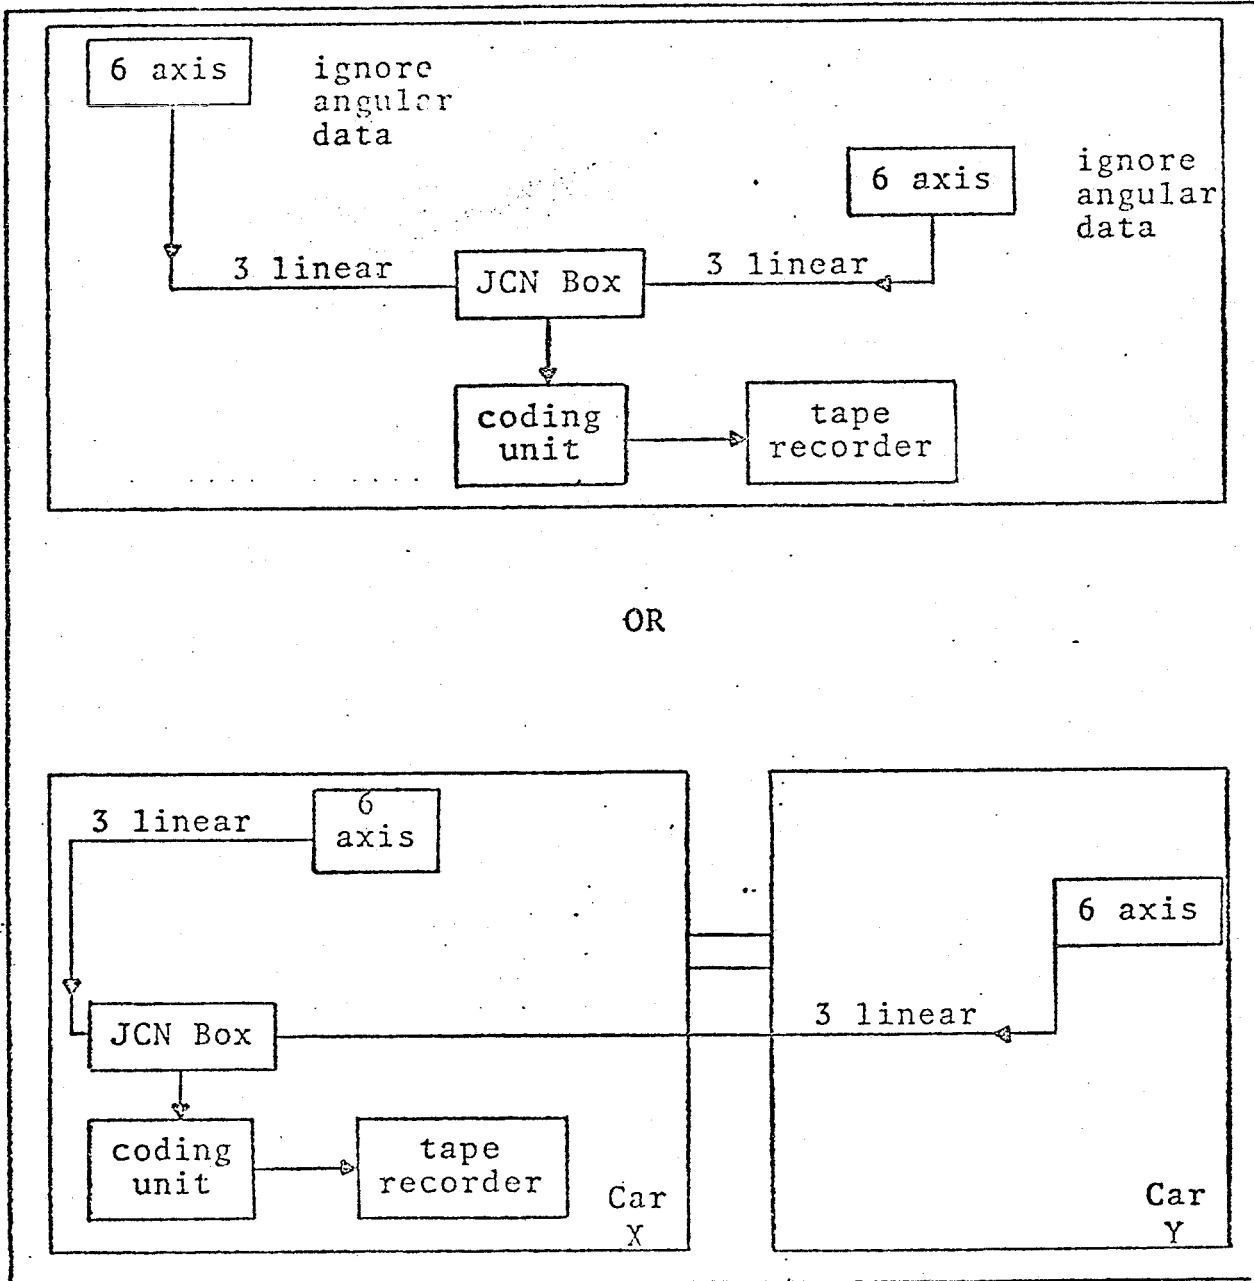 6 axis
ignore
angular
data
6 axis
ignore
angular
data
3 linear
JCN Box
3 linear
coding
unit
tape
recorder
OR
3 linear
6
axis
6 axis
JCN Box
3 linear
coding
unit
tape
recorder
Car
X
Car
Y